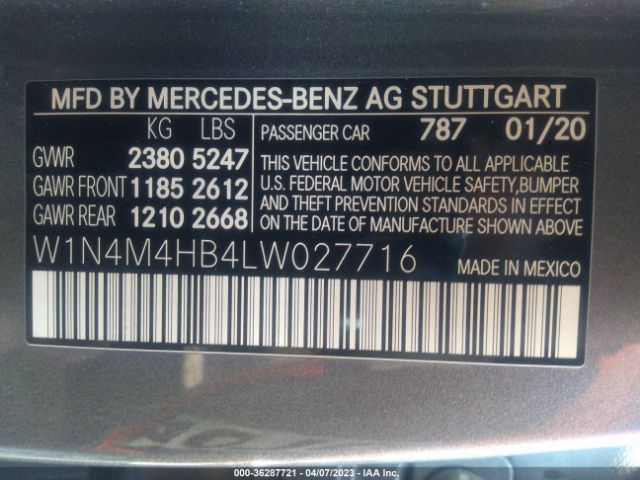 MFD BY MERCEDES-BENZ AG STUTTGART
KG LBS
GVWR 2380 5247
GAWR FRONT 1185 2612
GAWR REAR 1210 2668
PASSENGER CAR 787 01/20
THIS VEHICLE CONFORMS TO ALL APPLICABLE
U.S. FEDERAL MOTOR VEHICLE SAFETY,BUMPER
AND THEFT PREVENTION STANDARDS IN EFFECT
ON THE DATE OF MANUFACTURE SHOWN ABOVE.
W1N4M4HB4LW027716 MADE IN MEXICO
000-36287721 - 04/07/2023 - IAA Inc.